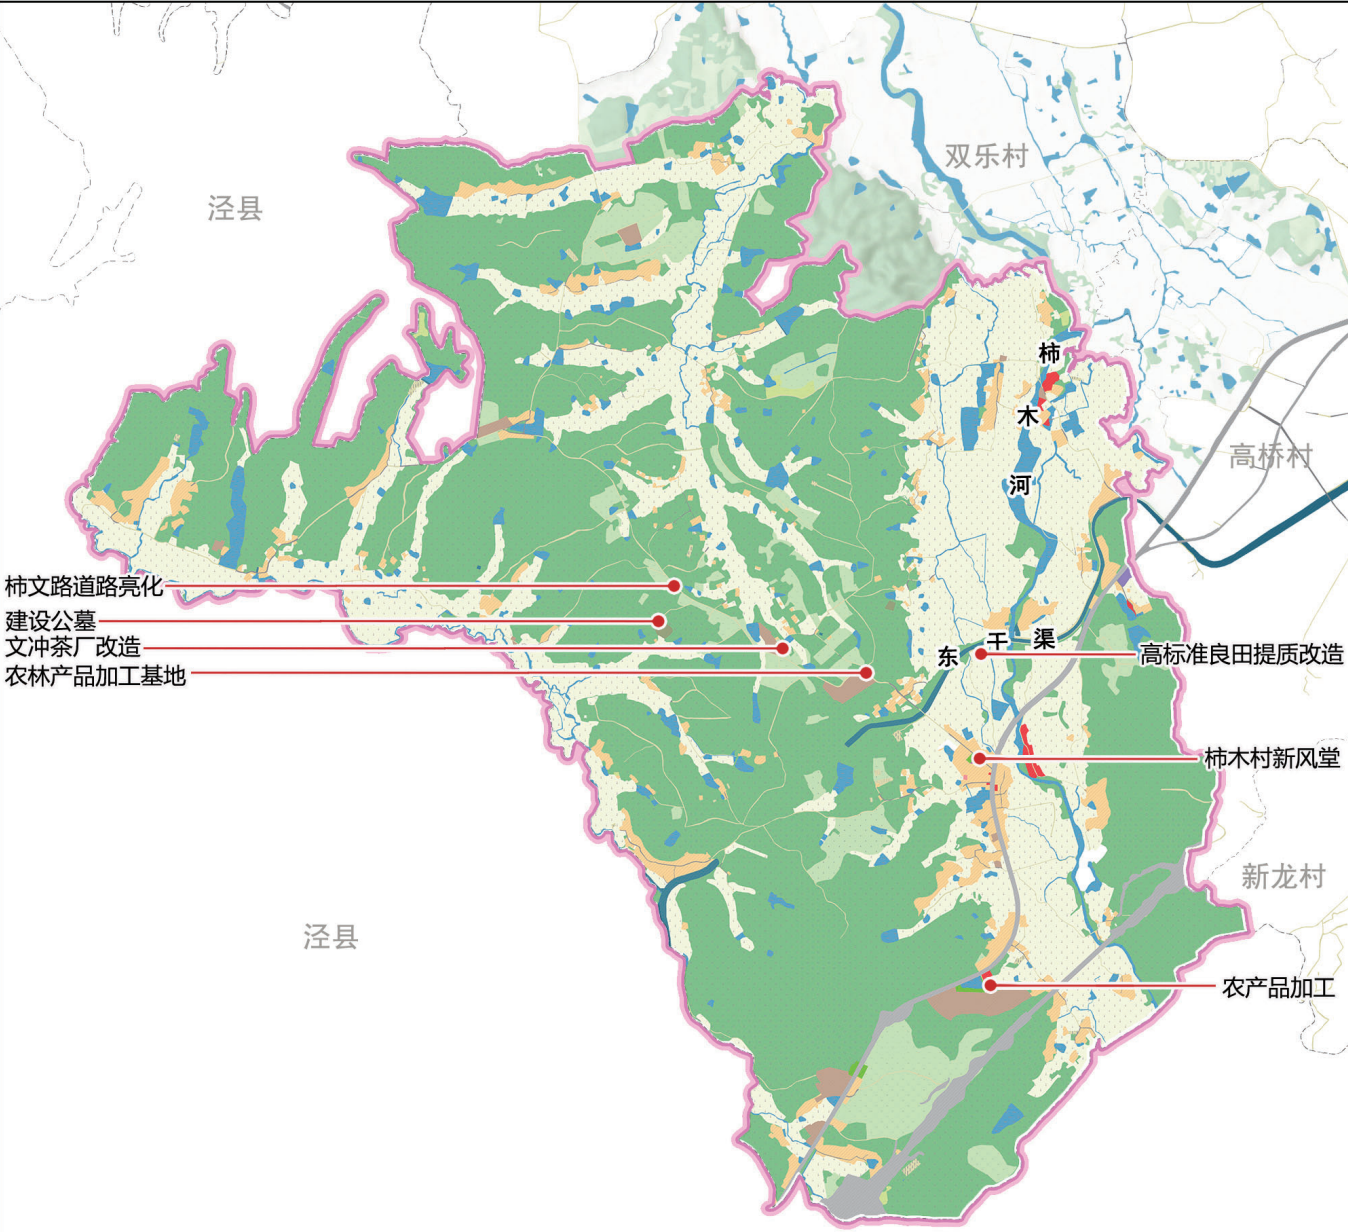 双乐村
泾县
柿
木
河
高桥村
柿文路道路亮化
建设公墓
文冲茶厂改造
农林产品加工基地
东
干
渠
高标准良田提质改造
柿木村新风堂
新龙村
泾县
农产品加工